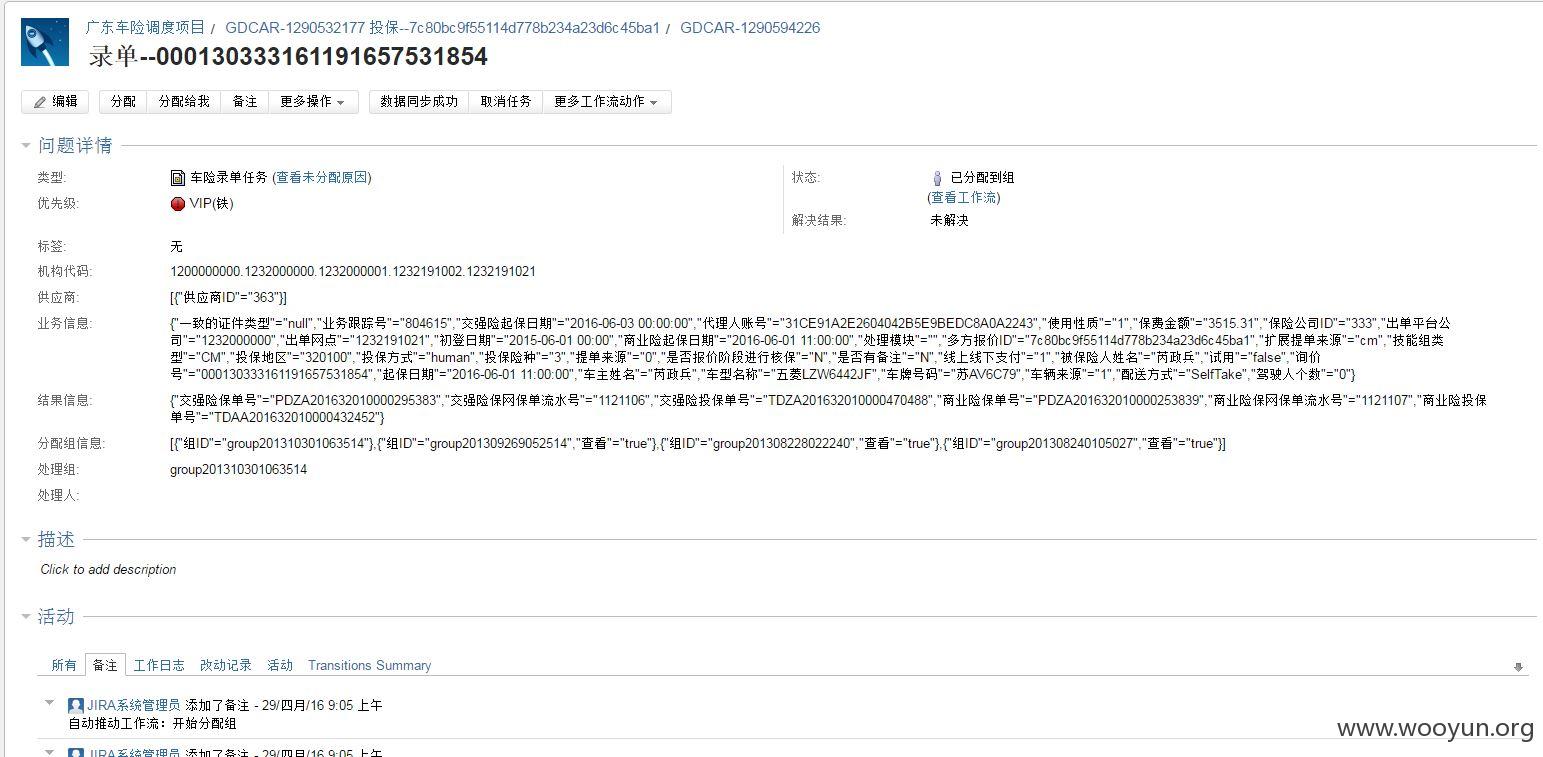 广东车险调度项目 / GDCAR-1290532177 投保--7c80bc9f55114d778b234a23d6c45ba1 / GDCAR-1290594226
录单--000130333161191657531854
编辑 分配 分配给我 备注 更多操作 数据同步成功 取消任务 更多工作流动作
问题详情
类型: 车险录单任务 (查看未分配原因) 状态: 已分配到组
(查看工作流)
优先级: VIP(铁)
解决结果: 未解决
标签: 无
机构代码: 1200000000.1232000000.1232000001.1232191002.1232191021
供应商: [{"供应商ID"="363"}]
业务信息: {"一致的证件类型"="null","业务跟踪号"="804615","交强险起保日期"="2016-06-03 00:00:00","代理人账号"="31CE91A2E2604042B5E9BEDC8A0A2243","使用性质"="1","保费金额"="3515.31","保险公司ID"="333","出单平台公
司"="1232000000","出单网点"="1232191021","初登日期"="2015-06-01 00:00","商业险起保日期"="2016-06-01 11:00:00","处理模块"="","多方报价ID"="7c80bc9f55114d778b234a23d6c45ba1","扩展提单来源"="cm","技能组类
型"="CM","投保地区"="320100","投保方式"="human","投保险种"="3","提单来源"="0","是否报价阶段进行核保"="N","是否有备注"="N","线上线下支付"="1","被保险人姓名"="芮政兵","试用"="false","询价
号"="000130333161191657531854","起保日期"="2016-06-01 11:00:00","车主姓名"="芮政兵","车型名称"="五菱LZW6442JF","车牌号码"="苏AV6C79","车辆来源"="1","配送方式"="SelfTake","驾驶人个数"="0"}
结果信息: {"交强险保单号"="PDZA201632010000295383","交强险保网保单流水号"="1121106","交强险投保单号"="TDZA201632010000470488","商业险保单号"="PDZA201632010000253839","商业险保网保单流水号"="1121107","商业险投保
单号"="TDAA201632010000432452"}
分配组信息: [{"组ID"="group201310301063514"},{"组ID"="group201309269052514","查看"="true"},{"组ID"="group201308228022240","查看"="true"},{"组ID"="group201308240105027","查看"="true"}]
处理组: group201310301063514
处理人:
描述
Click to add description
活动
所有 备注 工作日志 改动记录 活动 Transitions Summary
JIRA系统管理员 添加了备注 - 29/四月/16 9:05 上午
自动推动工作流：开始分配组
www.wooyun.org
JIRA系统管理员 添加了备注 - 29/四月/16 9:05 上午